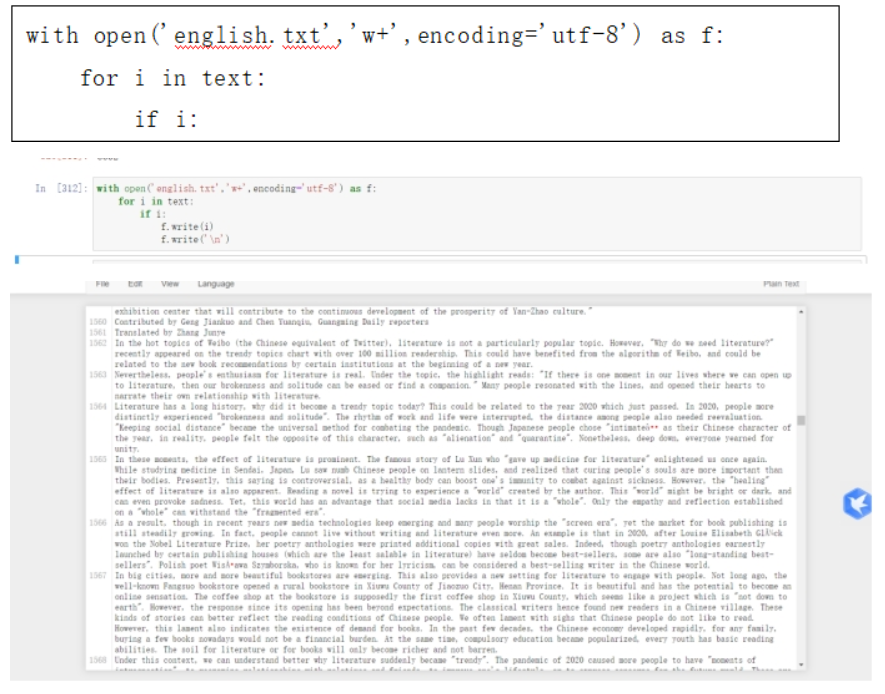 with open('english.txt','w+',encoding='utf-8') as f:
for i in text:
if i:
In [312]: with open('english.txt','w+',encoding='utf-8') as f:
for i in text:
if i:
f.write(i)
f.write('\n')
File Edit View Language Plain Text
exhibition center that will contribute to the continuous development of the prosperity of Yan-Zhao culture."
1560 Contributed by Geng Jiankuo and Chen Yuanqiu, Guangming Daily reporters
1561 Translated by Zhang Junye
1562 In the hot topics of Weibo (the Chinese equivalent of Twitter), literature is not a particularly popular topic. However, "Why do we need literature?"
recently appeared on the trendy topics chart with over 100 million readership. This could have benefited from the algorithm of Weibo, and could be
related to the new book recommendations by certain institutions at the beginning of a new year.
1563 Nevertheless, people's enthusiasm for literature is real. Under the topic, the highlight reads: "If there is one moment in our lives where we can open up
to literature, then our brokenness and solitude can be eased or find a companion." Many people resonated with the lines, and opened their hearts to
narrate their own relationship with literature.
1564 Literature has a long history, why did it become a trendy topic today? This could be related to the year 2020 which just passed. In 2020, people more
distinctly experienced "brokenness and solitude". The rhythm of work and life were interrupted, the distance among people also needed reevaluation.
"Keeping social distance" became the universal method for combating the pandemic. Though Japanese people chose as their Chinese character of
the year, in reality, people felt the opposite of this character, such as "alienation" and "quarantine". Nonetheless, deep down, everyone yearned for
unity.
1565 In these moments, the effect of literature is prominent. The famous story of Lu Xun who "gave up medicine for literature" enlightened us once again.
While studying medicine in Sendai, Japan, Lu saw numb Chinese people on lantern slides, and realized that curing people's souls are more important than
their bodies. Presently, this saying is controversial, as a healthy body can boost one's immunity to combat against sickness. However, the "healing"
effect of literature is also apparent. Reading a novel is trying to experience a "world" created by the author. This "world" might be bright or dark, and
can even provoke sadness. Yet, this world has an advantage that social media lacks in that it is a "whole". Only the empathy and reflection established
on a "whole" can withstand the "fragmented era".
1566 As a result, though in recent years new media technologies keep emerging and many people worship the "screen era", yet the market for book publishing is
still steadily growing. In fact, people cannot live without writing and literature even more. An example is that in 2020, after Louise Elisabeth
won the Nobel Literature Prize, her poetry anthologies were printed additional copies with great sales. Indeed, though poetry anthologies earnestly
launched by certain publishing houses (which are the least salable in literature) have seldom become best-sellers, some are also "long-standing best-
sellers". Polish poet Szymborska, who is known for her lyricism, can be considered a best-selling writer in the Chinese world.
1567 In big cities, more and more beautiful bookstores are emerging. This also provides a new setting for literature to engage with people. Not long ago, the
well-known Fangsuo bookstore opened a rural bookstore in Xiuwu County of Jiaozuo City, Henan Province. It is beautiful and has the potential to become an
online sensation. The coffee shop at the bookstore is supposedly the first coffee shop in Xiuwu County, which seems like a project which is "not down to
earth". However, the response since its opening has been beyond expectations. The classical writers hence found new readers in a Chinese village. These
kinds of stories can better reflect the reading conditions of Chinese people. We often lament with sighs that Chinese people do not like to read.
However, this lament also indicates the existence of demand for books. In the past few decades, the Chinese economy developed rapidly, for any family,
buying a few books nowadays would not be a financial burden. At the same time, compulsory education became popularized, every youth has basic reading
abilities. The soil for literature or for books will only become richer and not barren.
1568 Under this context, we can understand better why literature suddenly became "trendy". The pandemic of 2020 caused more people to have "moments of